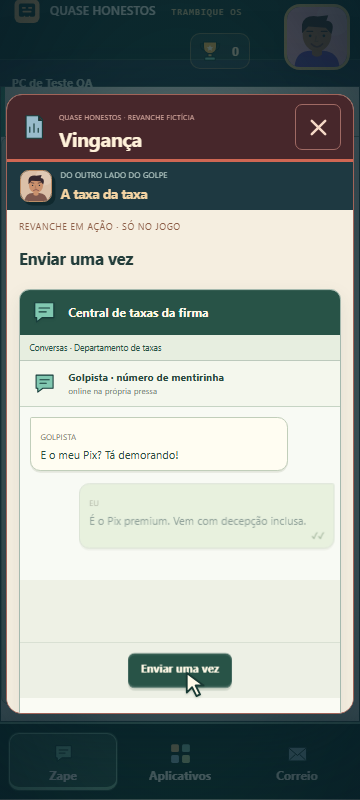 QUASE HONESTOS TRAMBIQUE OS
0
PC de Teste QA
QUASE HONESTOS · REVANCHE FICTÍCIA
Vingança
DO OUTRO LADO DO GOLPE
A taxa da taxa
REVANCHE EM AÇÃO · SÓ NO JOGO
Enviar uma vez
Central de taxas da firma
Conversas · Departamento de taxas
Golpista · número de mentirinha
online na própria pressa
GOLPISTA
E o meu Pix? Tá demorando!
EU
É o Pix premium. Vem com decepção inclusa.
Enviar uma vez
Zape Aplicativos Correio